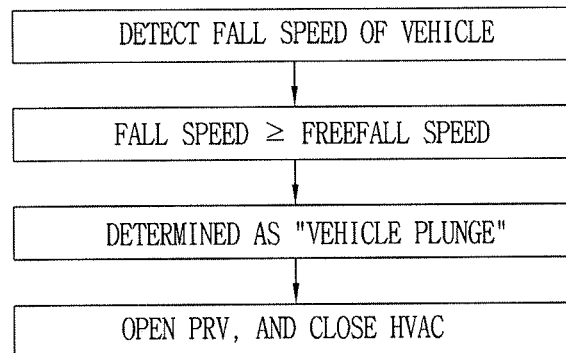 DETECT FALL SPEED OF VEHICLE
FALL SPEED ≥ FREEFALL SPEED
DETERMINED AS "VEHICLE PLUNGE"
OPEN PRV, AND CLOSE HVAC